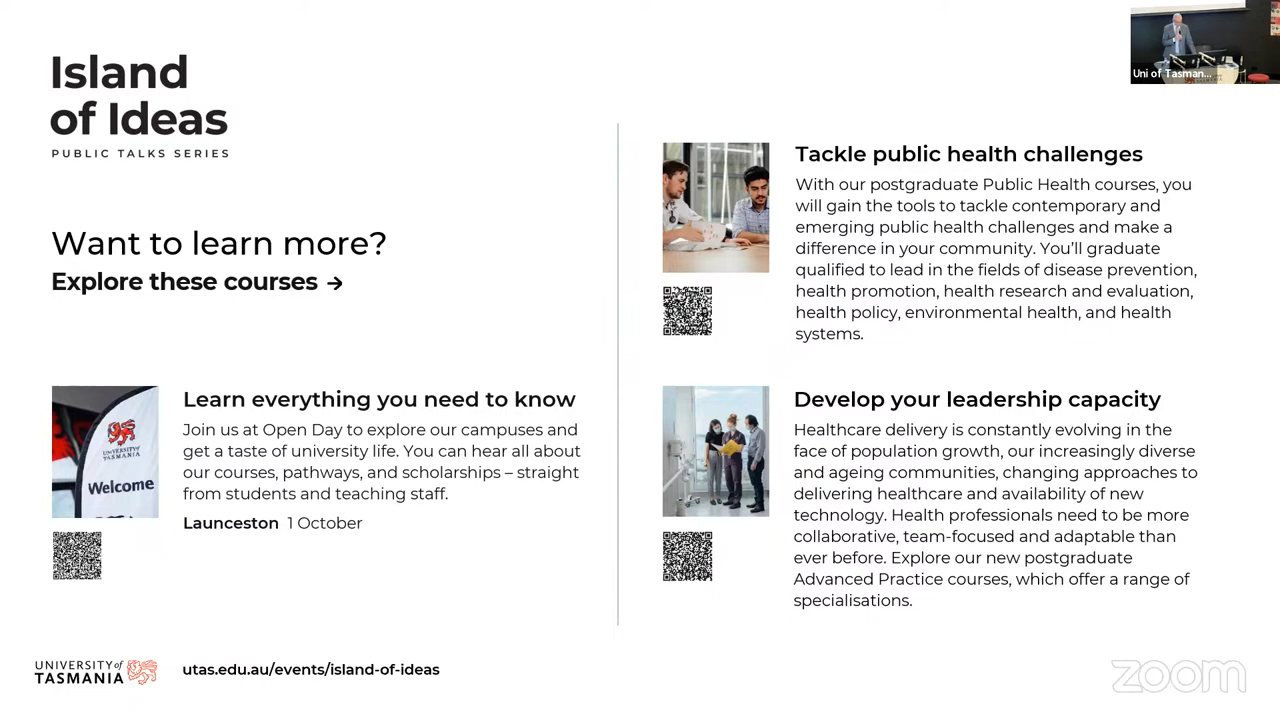 Island
of Ideas
PUBLIC TALKS SERIES
Want to learn more?
Explore these courses →
Learn everything you need to know
Join us at Open Day to explore our campuses and
get a taste of university life. You can hear all about
our courses, pathways, and scholarships – straight
from students and teaching staff.
Launceston 1 October
UNIVERSITY of
TASMANIA
Welcome
Tackle public health challenges
With our postgraduate Public Health courses, you
will gain the tools to tackle contemporary and
emerging public health challenges and make a
difference in your community. You’ll graduate
qualified to lead in the fields of disease prevention,
health promotion, health research and evaluation,
health policy, environmental health, and health
systems.
Develop your leadership capacity
Healthcare delivery is constantly evolving in the
face of population growth, our increasingly diverse
and ageing communities, changing approaches to
delivering healthcare and availability of new
technology. Health professionals need to be more
collaborative, team-focused and adaptable than
ever before. Explore our new postgraduate
Advanced Practice courses, which offer a range of
specialisations.
UNIVERSITY of
TASMANIA
utas.edu.au/events/island-of-ideas
Uni of Tasman...
zoom